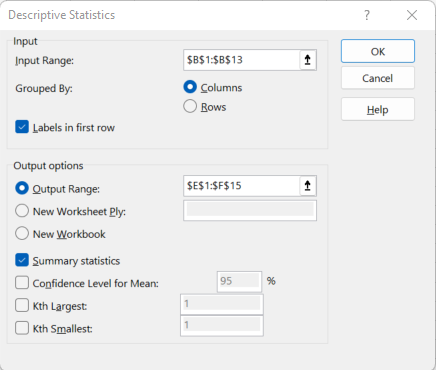 Descriptive Statistics ?
Input
Input Range: $B$1:$B$13
Grouped By: Columns
Rows
Labels in first row
OK
Cancel
Help
Output options
Output Range: $E$1:$F$15
New Worksheet Ply:
New Workbook
Summary statistics
Confidence Level for Mean: 95 %
Kth Largest: 1
Kth Smallest: 1